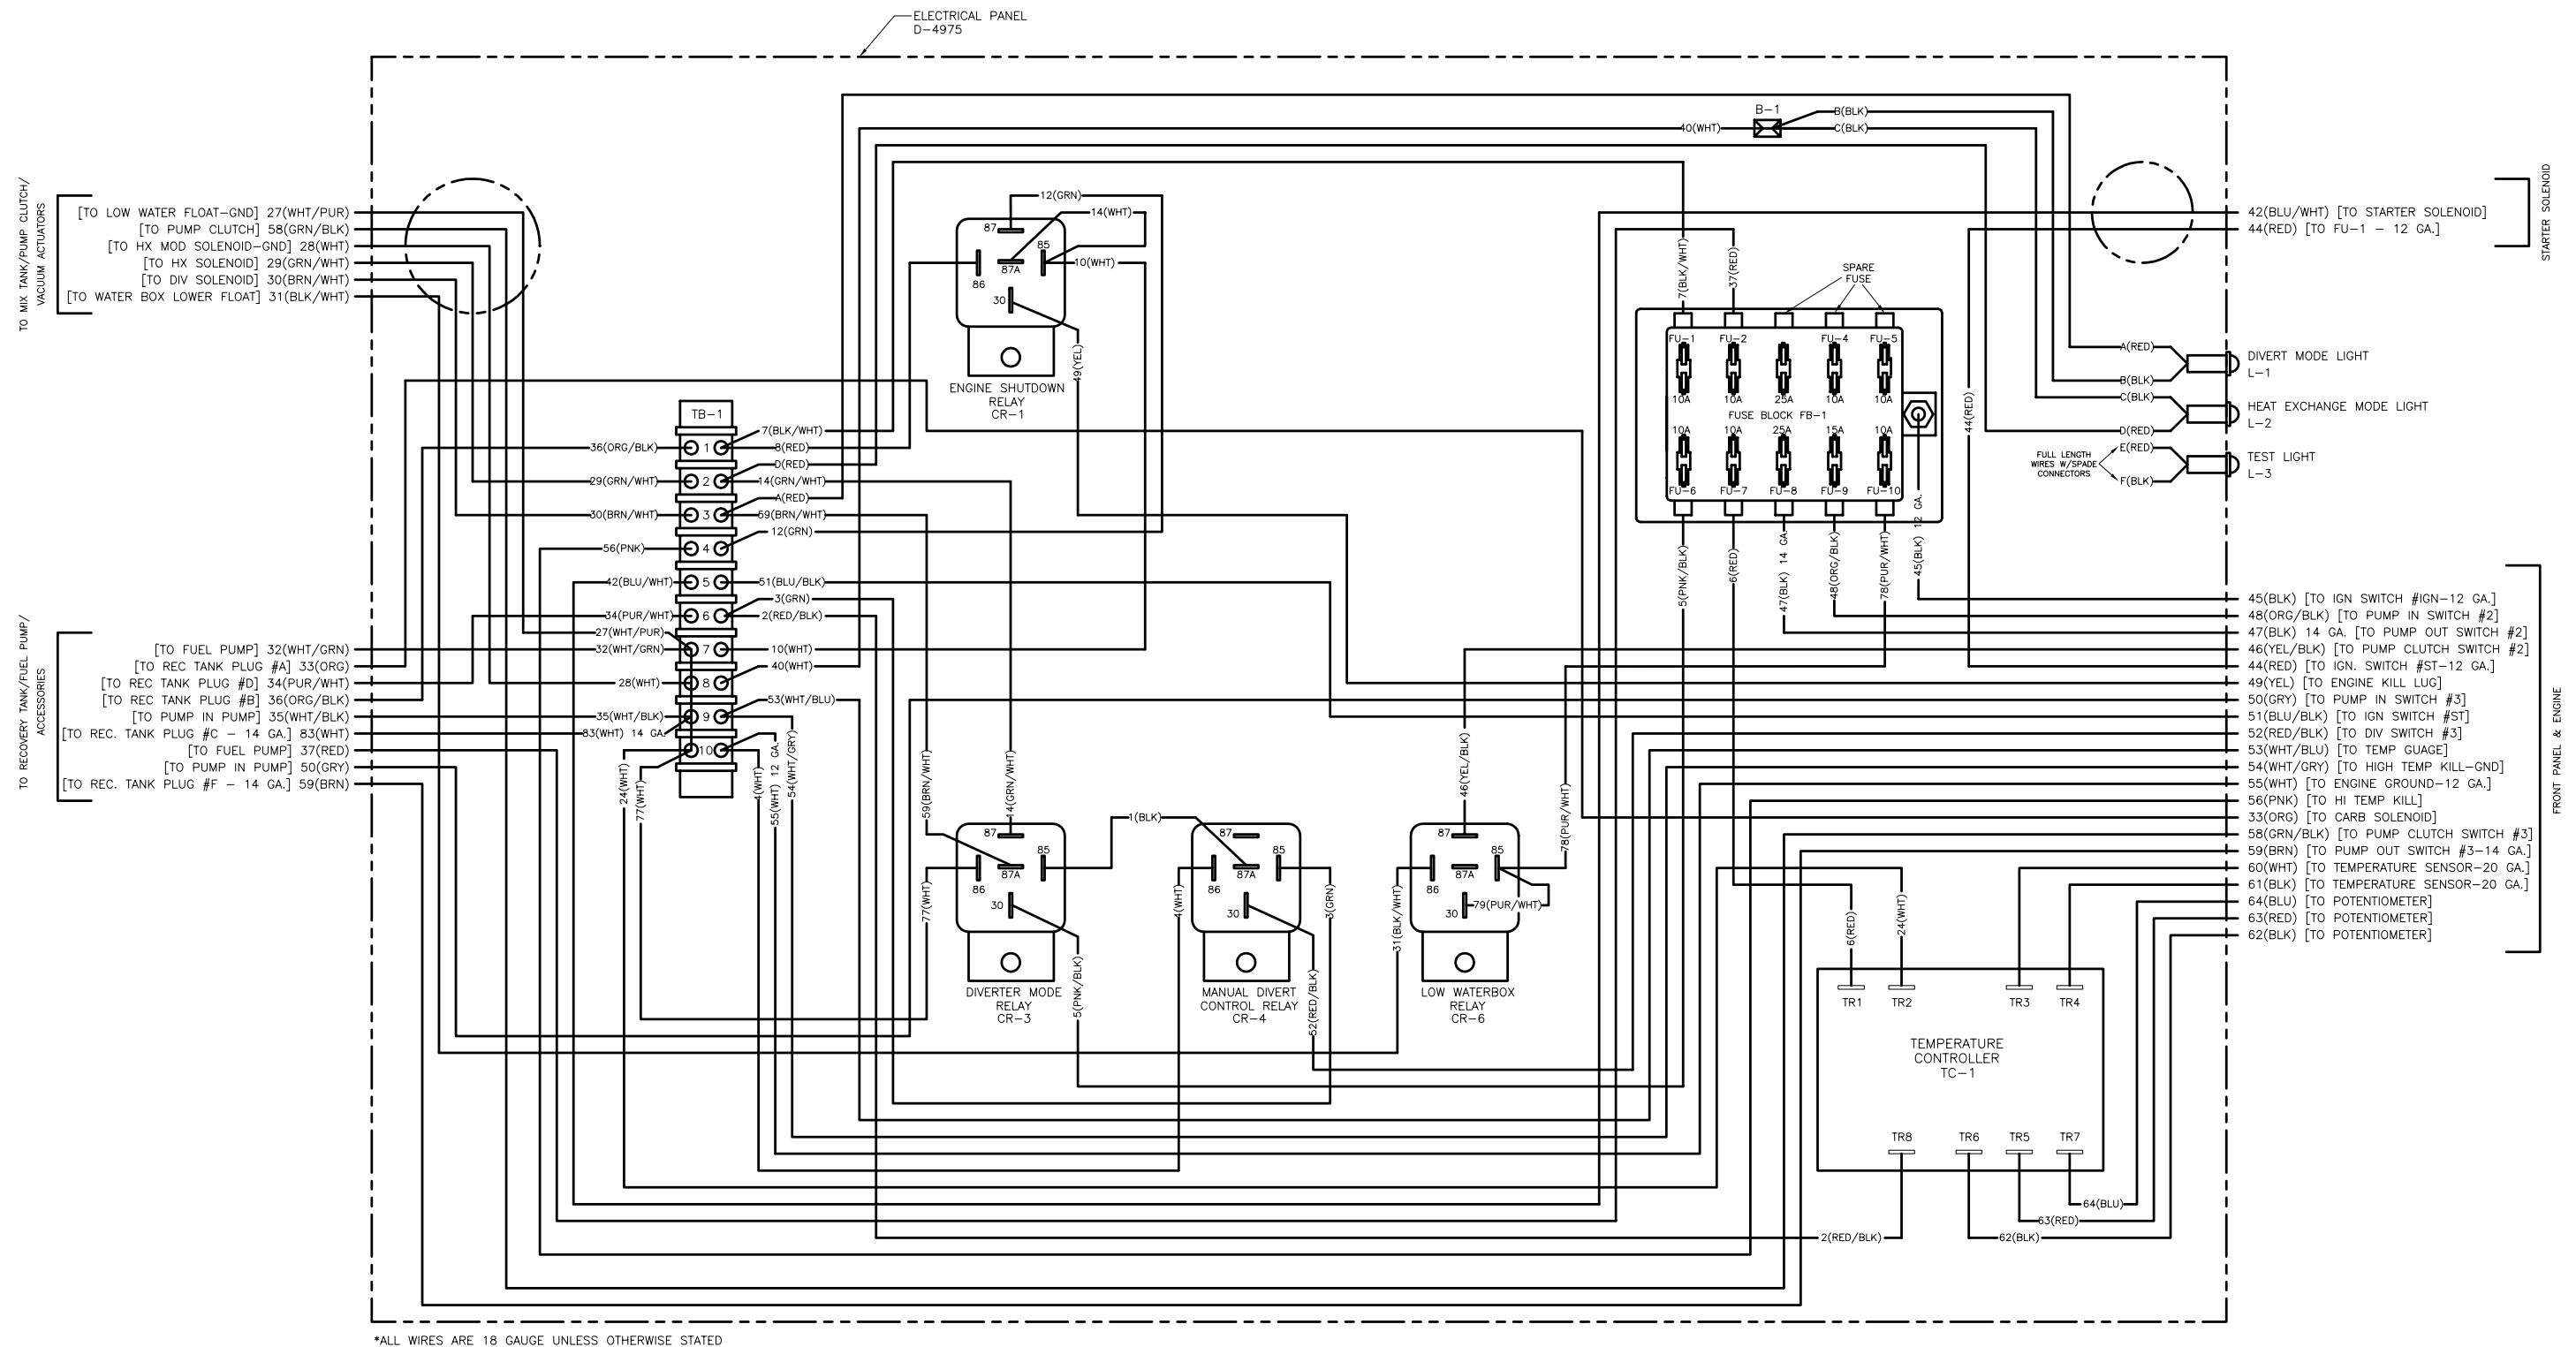 ELECTRICAL PANEL
D-4975
TO MIX TANK/PUMP CLUTCH/
VACUUM ACTUATORS
[TO LOW WATER FLOAT-GND] 27(WHT/PUR)
[TO PUMP CLUTCH] 58(GRN/BLK)
[TO HX MOD SOLENOID-GND] 28(WHT)
[TO HX SOLENOID] 29(GRN/WHT)
[TO DIV SOLENOID] 30(BRN/WHT)
[TO WATER BOX LOWER FLOAT] 31(BLK/WHT)
TO RECOVERY TANK/FUEL PUMP/
ACCESSORIES
[TO FUEL PUMP] 32(WHT/GRN)
[TO REC TANK PLUG #A] 33(ORG)
[TO REC TANK PLUG #D] 34(PUR/WHT)
[TO REC TANK PLUG #B] 36(ORG/BLK)
[TO PUMP IN PUMP] 35(WHT/BLK)
[TO REC. TANK PLUG #C - 14 GA.] 83(WHT)
[TO FUEL PUMP] 37(RED)
[TO PUMP IN PUMP] 50(GRY)
[TO REC. TANK PLUG #F - 14 GA.] 59(BRN)
TB-1
1
2
3
4
5
6
7
8
9
10
36(ORG/BLK)
29(GRN/WHT)
30(BRN/WHT)
56(PNK)
42(BLU/WHT)
34(PUR/WHT)
27(WHT/PUR)
32(WHT/GRN)
28(WHT)
35(WHT/BLK)
83(WHT) 14 GA.
24(WHT)
77(WHT)
7(BLK/WHT)
8(RED)
D(RED)
14(GRN/WHT)
A(RED)
59(BRN/WHT)
12(GRN)
51(BLU/BLK)
3(GRN)
2(RED/BLK)
10(WHT)
40(WHT)
53(WHT/BLU)
4(WHT)
55(WHT) 12 GA.
54(WHT/GRY)
12(GRN)
14(WHT)
10(WHT)
87
85
87A
86
30
49(YEL)
ENGINE SHUTDOWN
RELAY
CR-1
59(BRN/WHT)
14(GRN/WHT)
77(WHT)
87
85
87A
86
30
5(PNK/BLK)
DIVERTER MODE
RELAY
CR-3
1(BLK)
4(WHT)
87
85
87A
86
30
3(GRN)
52(RED/BLK)
MANUAL DIVERT
CONTROL RELAY
CR-4
46(YEL/BLK)
31(BLK/WHT)
87
85
87A
86
30
79(PUR/WHT)
78(PUR/WHT)
LOW WATERBOX
RELAY
CR-6
40(WHT)
B-1
B(BLK)
C(BLK)
7(BLK/WHT)
37(RED)
SPARE
FUSE
FU-1
FU-2
FU-4
FU-5
10A
10A
25A
10A
10A
FUSE BLOCK FB-1
10A
10A
25A
15A
10A
FU-6
FU-7
FU-8
FU-9
FU-10
5(PNK/BLK)
6(RED)
47(BLK) 14 GA.
48(ORG/BLK)
78(PUR/WHT)
45(BLK) 12 GA.
44(RED)
A(RED)
B(BLK)
C(BLK)
D(RED)
E(RED)
F(BLK)
FULL LENGTH
WIRES W/SPADE
CONNECTORS
DIVERT MODE LIGHT
L-1
HEAT EXCHANGE MODE LIGHT
L-2
TEST LIGHT
L-3
42(BLU/WHT) [TO STARTER SOLENOID]
44(RED) [TO FU-1 - 12 GA.]
STARTER SOLENOID
45(BLK) [TO IGN SWITCH #IGN-12 GA.]
48(ORG/BLK) [TO PUMP IN SWITCH #2]
47(BLK) 14 GA. [TO PUMP OUT SWITCH #2]
46(YEL/BLK) [TO PUMP CLUTCH SWITCH #2]
44(RED) [TO IGN. SWITCH #ST-12 GA.]
49(YEL) [TO ENGINE KILL LUG]
50(GRY) [TO PUMP IN SWITCH #3]
51(BLU/BLK) [TO IGN SWITCH #ST]
52(RED/BLK) [TO DIV SWITCH #3]
53(WHT/BLU) [TO TEMP GUAGE]
54(WHT/GRY) [TO HIGH TEMP KILL-GND]
55(WHT) [TO ENGINE GROUND-12 GA.]
56(PNK) [TO HI TEMP KILL]
33(ORG) [TO CARB SOLENOID]
58(GRN/BLK) [TO PUMP CLUTCH SWITCH #3]
59(BRN) [TO PUMP OUT SWITCH #3-14 GA.]
60(WHT) [TO TEMPERATURE SENSOR-20 GA.]
61(BLK) [TO TEMPERATURE SENSOR-20 GA.]
64(BLU) [TO POTENTIOMETER]
63(RED) [TO POTENTIOMETER]
62(BLK) [TO POTENTIOMETER]
FRONT PANEL & ENGINE
6(RED)
24(WHT)
TR1
TR2
TR3
TR4
TEMPERATURE
CONTROLLER
TC-1
TR8
TR6
TR5
TR7
64(BLU)
63(RED)
2(RED/BLK)
62(BLK)
*ALL WIRES ARE 18 GAUGE UNLESS OTHERWISE STATED